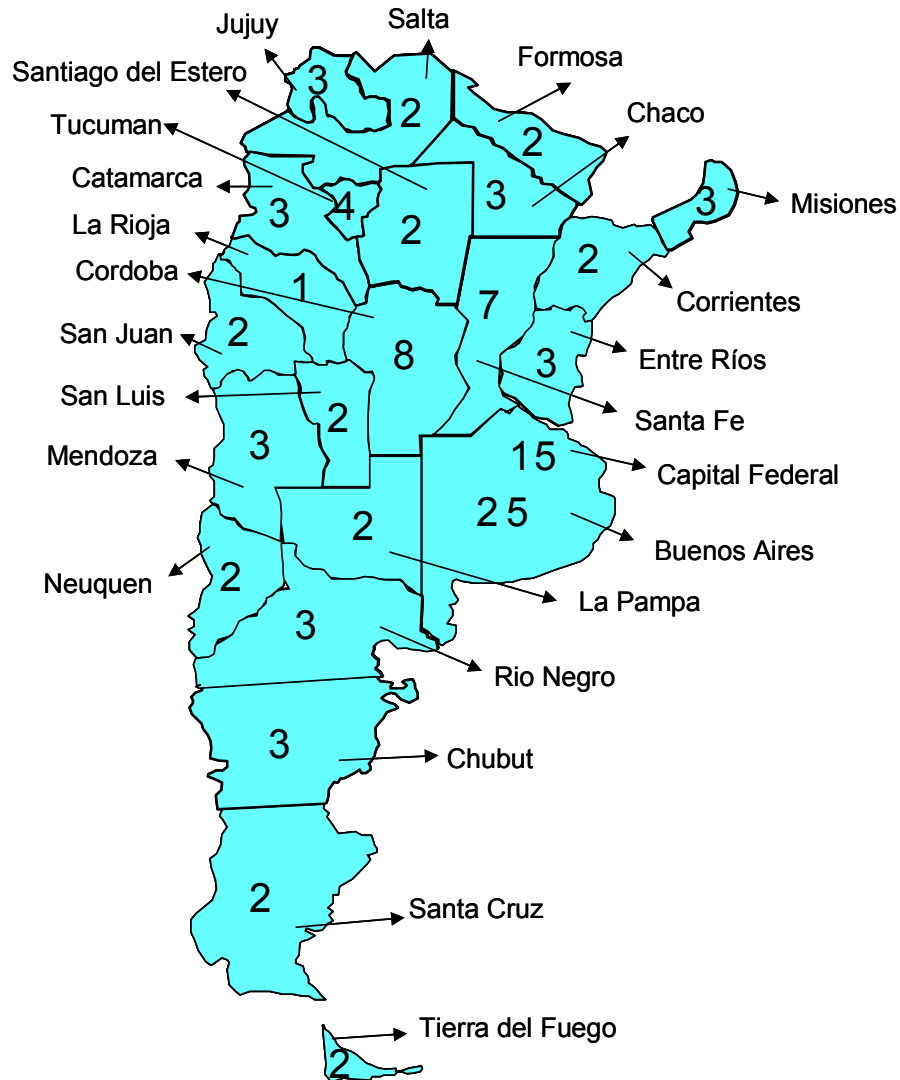 Jujuy
Salta
Santiago del Estero
Formosa
Tucuman
Chaco
Catamarca
Misiones
La Rioja
Cordoba
Corrientes
San Juan
Entre Ríos
San Luis
Santa Fe
Mendoza
Capital Federal
Buenos Aires
Neuquen
La Pampa
Rio Negro
Chubut
Santa Cruz
Tierra del Fuego
3
2
2
3
3
4
3
2
2
1
7
2
8
3
2
3
15
25
2
2
3
3
2
2